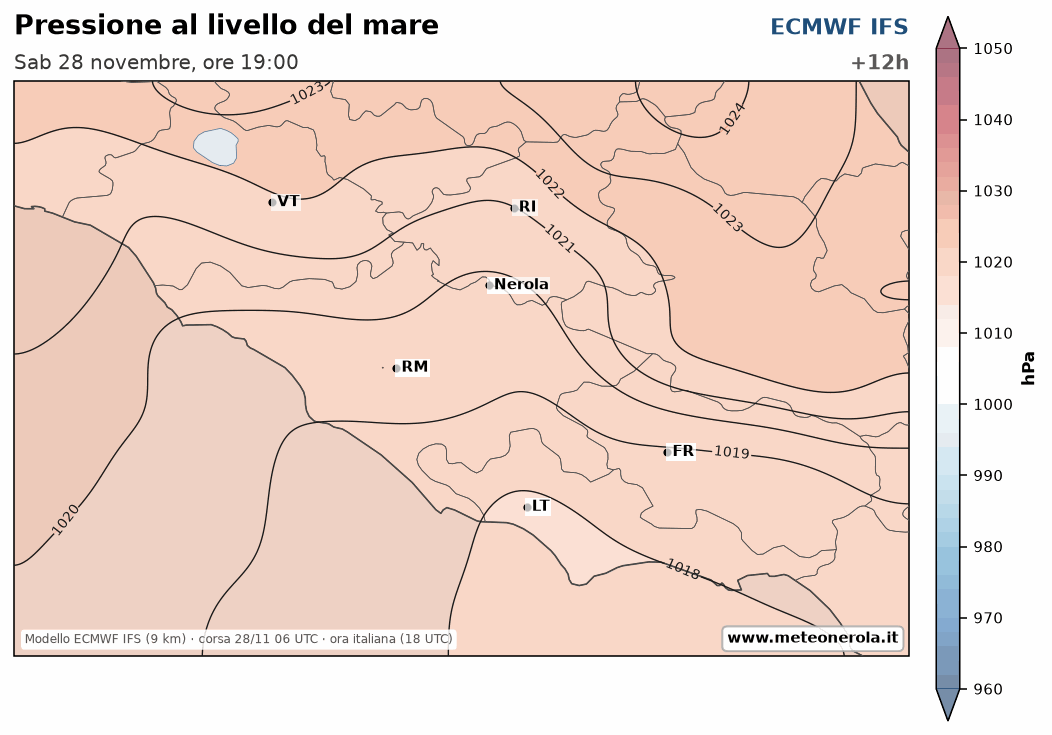 Pressione al livello del mare
ECMWF IFS
Sab 28 novembre, ore 19:00
+12h
1023
1024
1022
1023
1021
VT
RI
Nerola
RM
1020
FR
1019
LT
1018
Modello ECMWF IFS (9 km) · corsa 28/11 06 UTC · ora italiana (18 UTC)
www.meteonerola.it
1050
1040
1030
1020
1010
1000
990
980
970
960
hPa